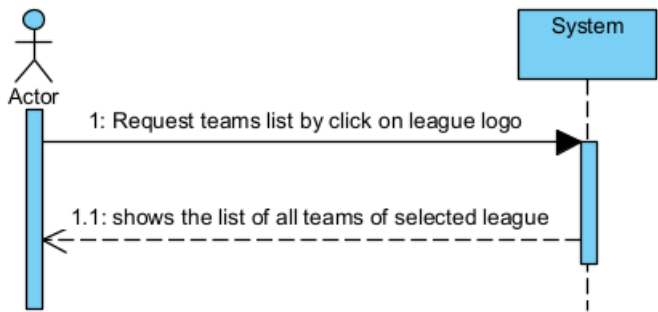 System
Actor
1: Request teams list by click on league logo
1.1: shows the list of all teams of selected league